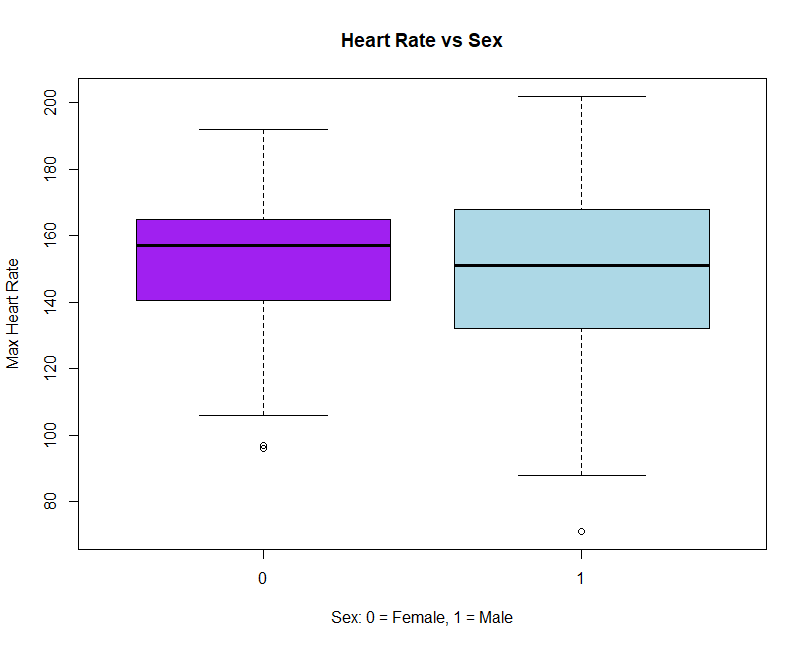 Heart Rate vs Sex
Max Heart Rate
200
180
160
140
120
100
80
0 1
Sex: 0 = Female, 1 = Male